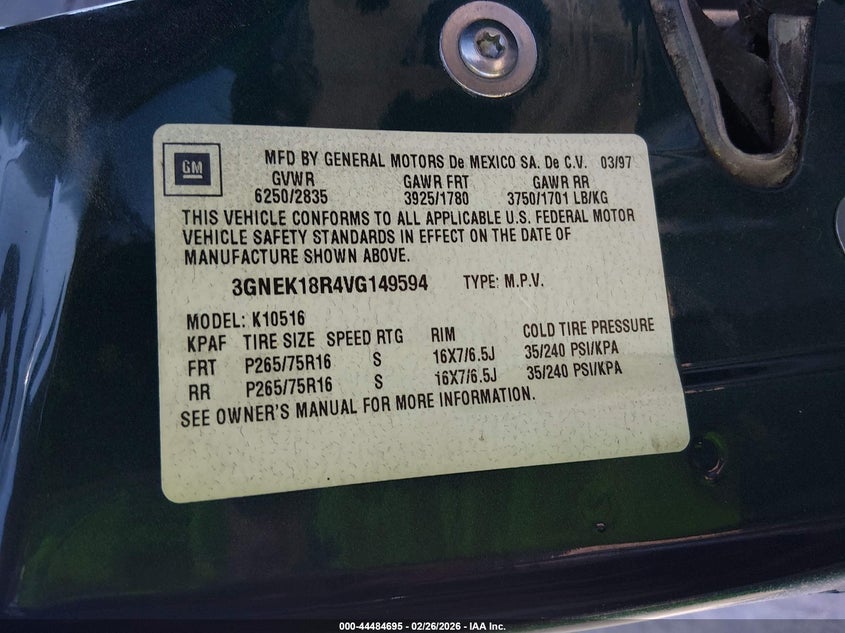 GM
MFD BY GENERAL MOTORS De MEXICO SA. De C.V. 03/97
GVWR GAWR FRT GAWR RR
6250/2835 3925/1780 3750/1701 LB/KG
THIS VEHICLE CONFORMS TO ALL APPLICABLE U.S. FEDERAL MOTOR
VEHICLE SAFETY STANDARDS IN EFFECT ON THE DATE OF
MANUFACTURE SHOWN ABOVE.
3GNEK18R4VG149594 TYPE: M.P.V.
MODEL: K10516
KPAF TIRE SIZE SPEED RTG RIM COLD TIRE PRESSURE
FRT P265/75R16 S 16X7/6.5J 35/240 PSI/KPA
RR P265/75R16 S 16X7/6.5J 35/240 PSI/KPA
SEE OWNER'S MANUAL FOR MORE INFORMATION.
000-44484695 - 02/26/2026 - IAA Inc.